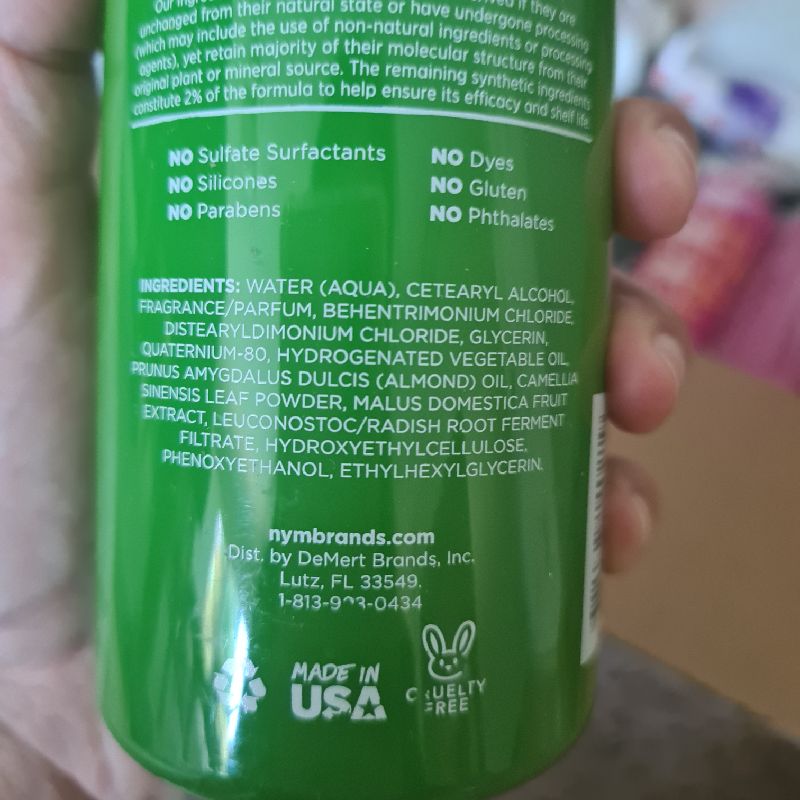 Our
if they are
unchanged from their natural state or have undergone processing
(which may include the use of non-natural ingredients or processing
agents), yet retain majority of their molecular structure from their
original plant or mineral source. The remaining synthetic ingredients
constitute 2% of the formula to help ensure its efficacy and shelf life.
NO Sulfate Surfactants
NO Silicones
NO Parabens
NO Dyes
NO Gluten
NO Phthalates
INGREDIENTS: WATER (AQUA), CETEARYL ALCOHOL,
FRAGRANCE/PARFUM, BEHENTRIMONIUM CHLORIDE,
DISTEARYLDIMONIUM CHLORIDE, GLYCERIN,
QUATERNIUM-80, HYDROGENATED VEGETABLE OIL,
PRUNUS AMYGDALUS DULCIS (ALMOND) OIL, CAMELLIA
SINENSIS LEAF POWDER, MALUS DOMESTICA FRUIT
EXTRACT, LEUCONOSTOC/RADISH ROOT FERMENT
FILTRATE, HYDROXYETHYLCELLULOSE,
PHENOXYETHANOL, ETHYLHEXYLGLYCERIN.
nymbrands.com
Dist. by DeMert Brands, Inc.
Lutz, FL 33549.
MADE IN
USA
CRUELTY
FREE